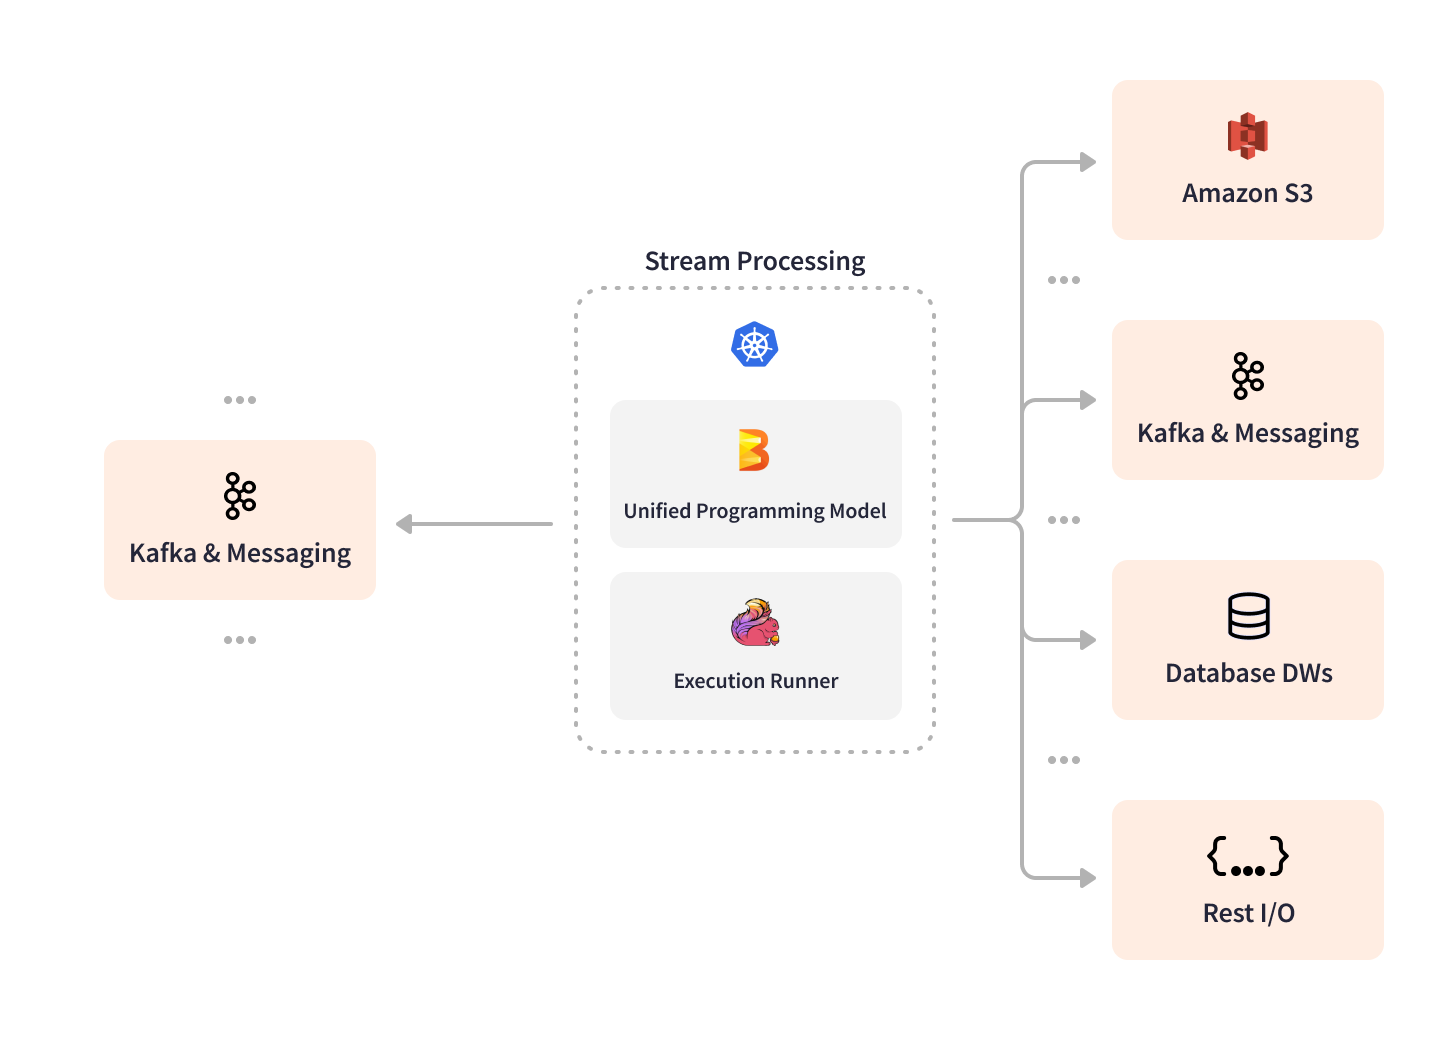 Amazon S3
Stream Processing
Kafka & Messaging
Unified Programming Model
Kafka & Messaging
Execution Runner
Database DWs
{...}
Rest I/O